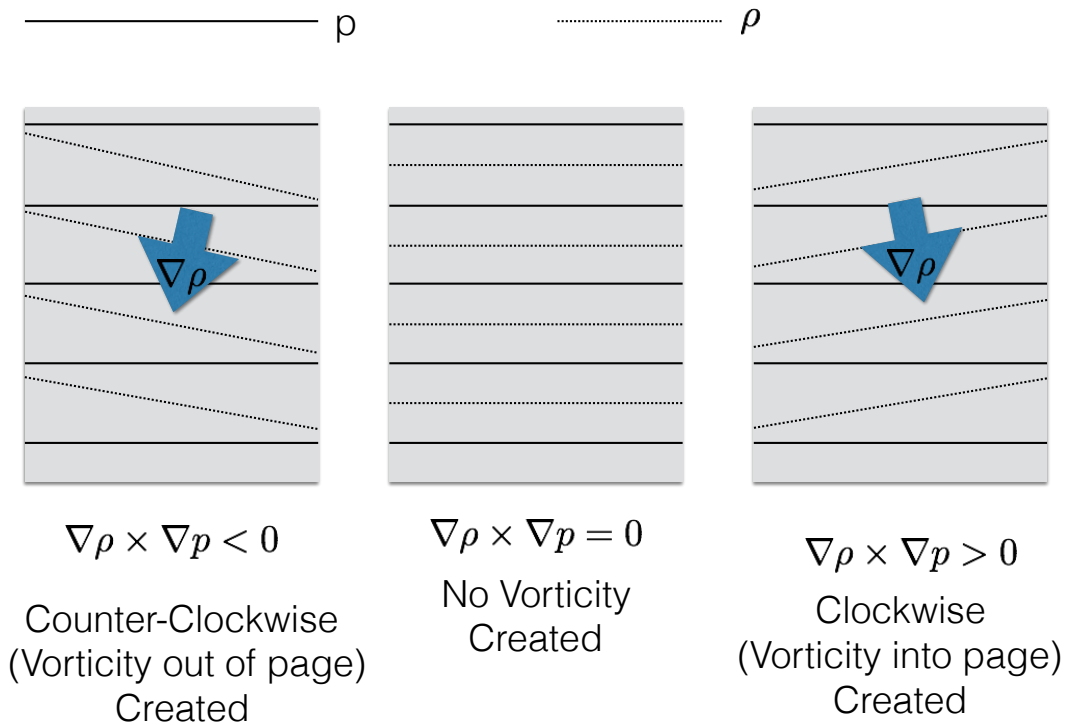 p
ρ
∇ρ
∇ρ
∇ρ × ∇p < 0
∇ρ × ∇p = 0
∇ρ × ∇p > 0
Counter-Clockwise
(Vorticity out of page)
Created
No Vorticity
Created
Clockwise
(Vorticity into page)
Created